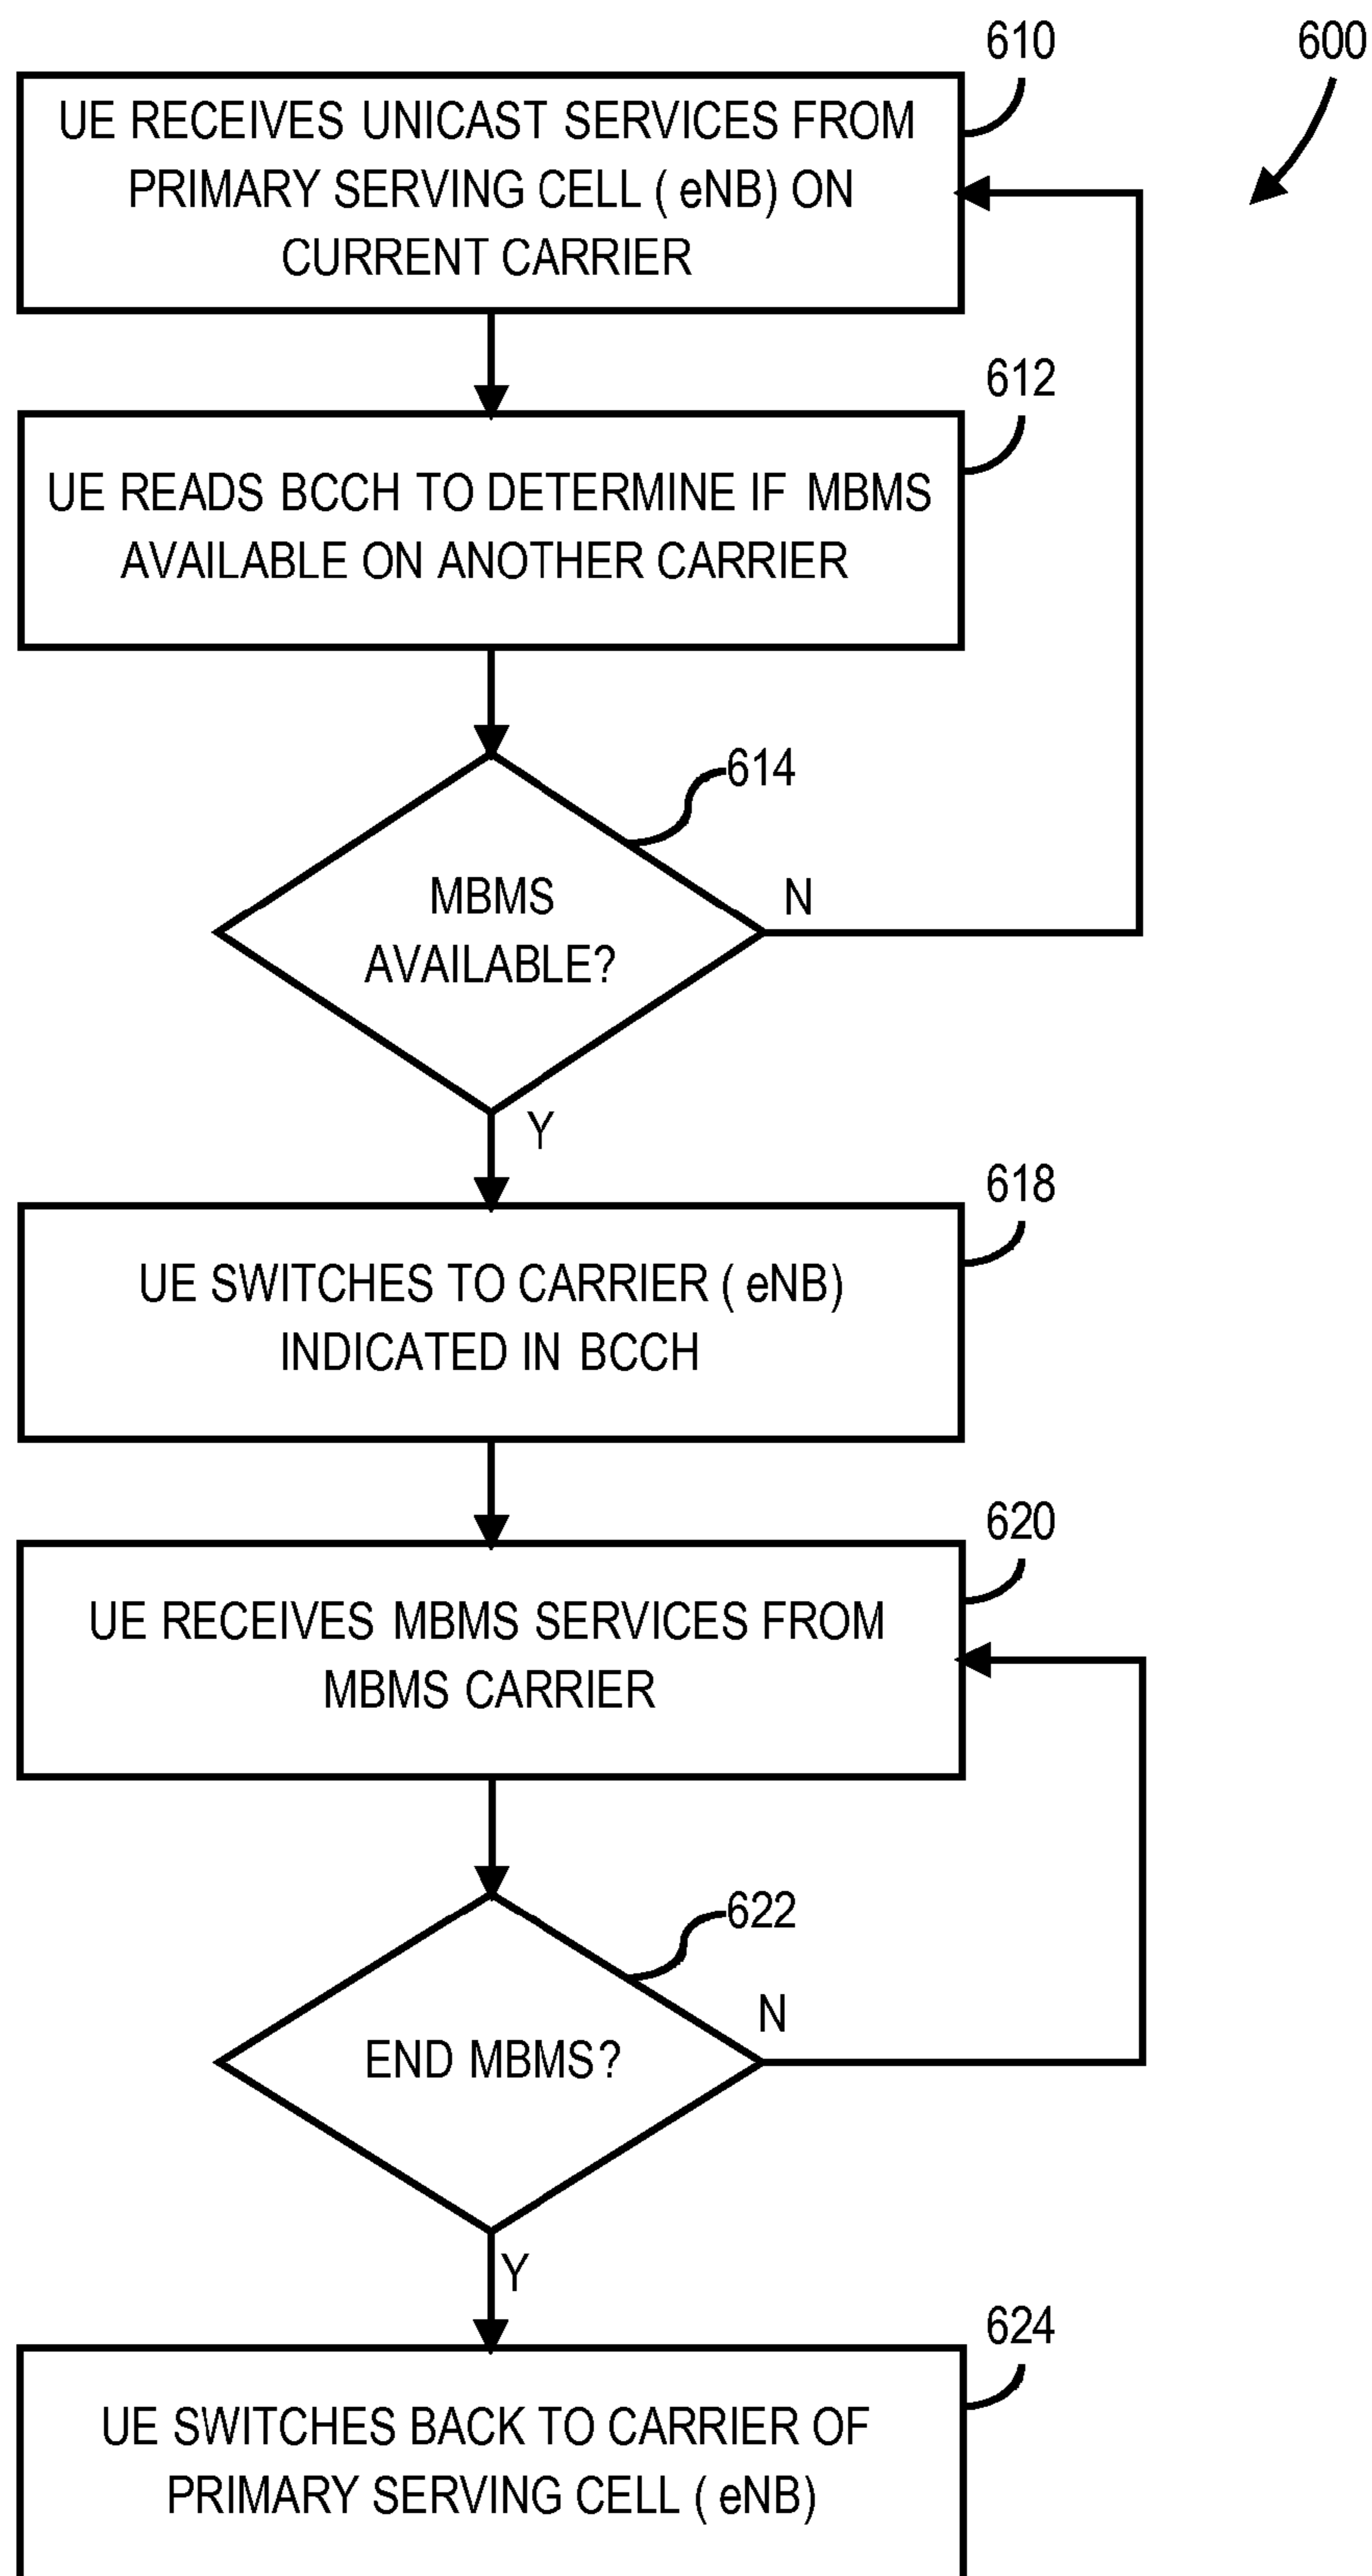 610
600
UE RECEIVES UNICAST SERVICES FROM
PRIMARY SERVING CELL ( eNB) ON
CURRENT CARRIER
612
UE READS BCCH TO DETERMINE IF MBMS
AVAILABLE ON ANOTHER CARRIER
614
MBMS
AVAILABLE?
N
Y
618
UE SWITCHES TO CARRIER ( eNB)
INDICATED IN BCCH
620
UE RECEIVES MBMS SERVICES FROM
MBMS CARRIER
622
END MBMS?
N
Y
624
UE SWITCHES BACK TO CARRIER OF
PRIMARY SERVING CELL ( eNB)